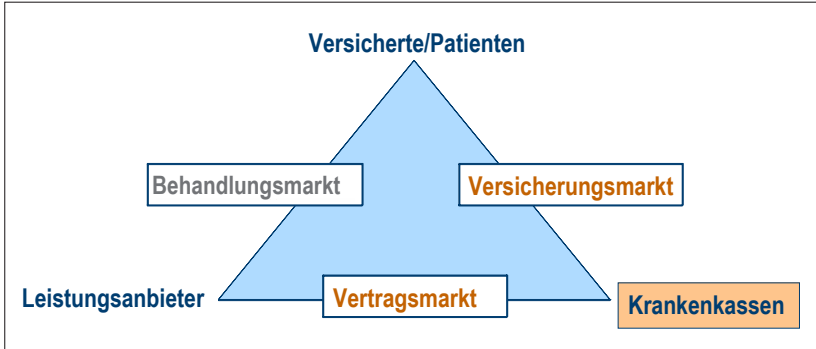 Versicherte/Patienten
Behandlungsmarkt
Versicherungsmarkt
Leistungsanbieter
Vertragsmarkt
Krankenkassen